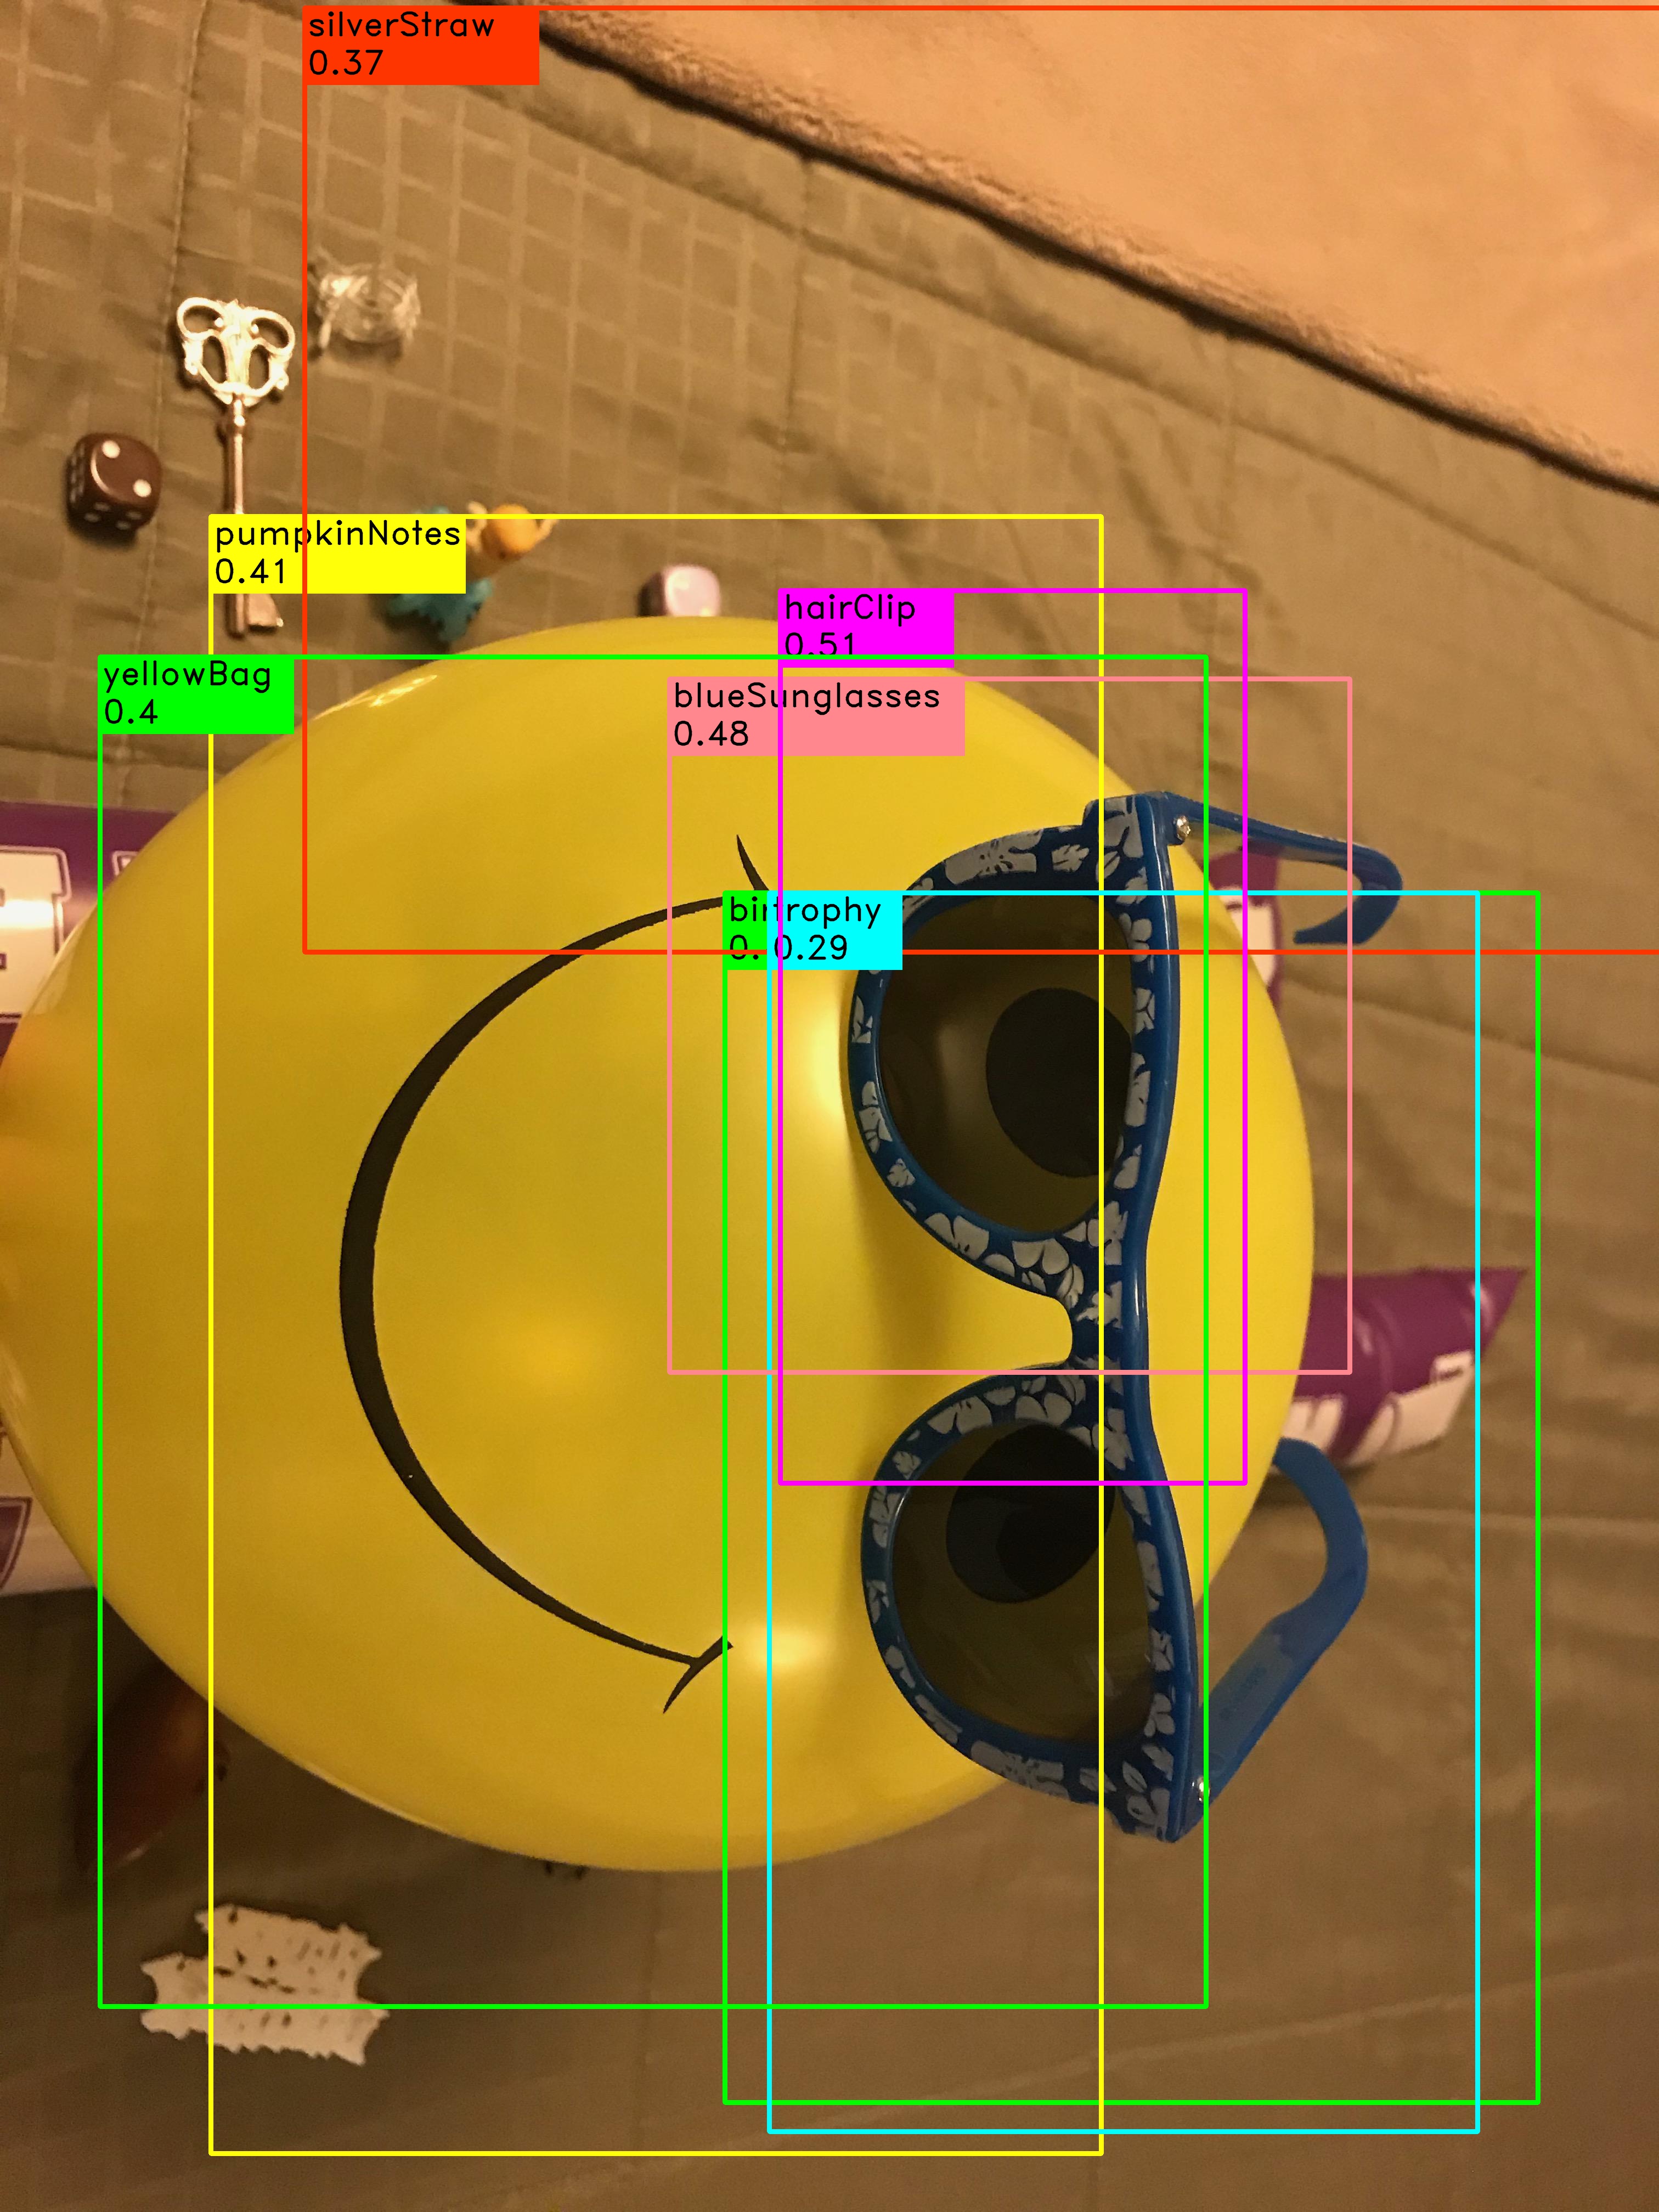 silverStraw
0.37
pumpkinNotes
0.41
hairClip
0.51
yellowBag
0.4
blueSunglasses
0.48
trophy
0.29